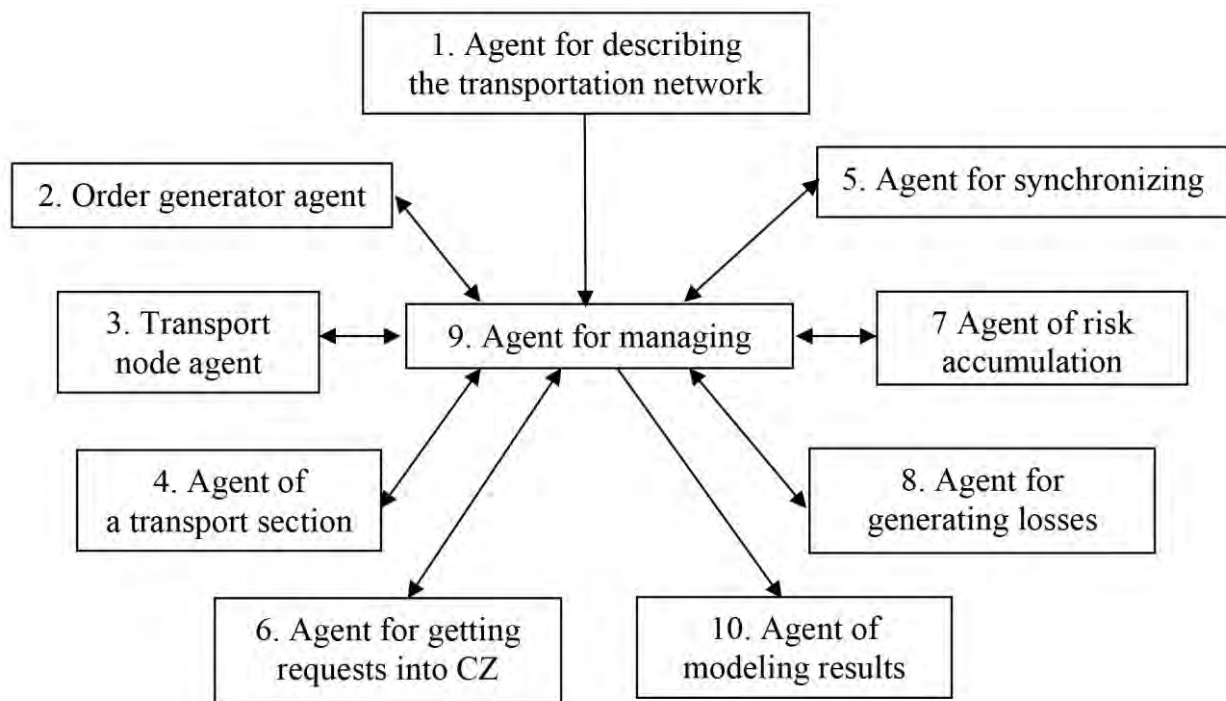 1. Agent for describing
the transportation network
2. Order generator agent
5. Agent for synchronizing
3. Transport
node agent
9. Agent for managing
7 Agent of risk
accumulation
4. Agent of
a transport section
8. Agent for
generating losses
6. Agent for getting
requests into CZ
10. Agent of
modeling results